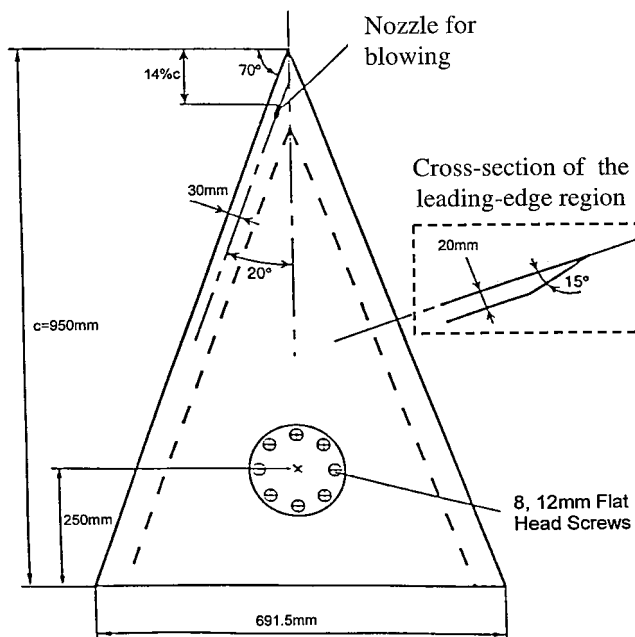 Nozzle for
blowing
70°
14%c
Cross-section of the
leading-edge region
30mm
20mm
15°
20°
c=950mm
250mm
8, 12mm Flat
Head Screws
691.5mm